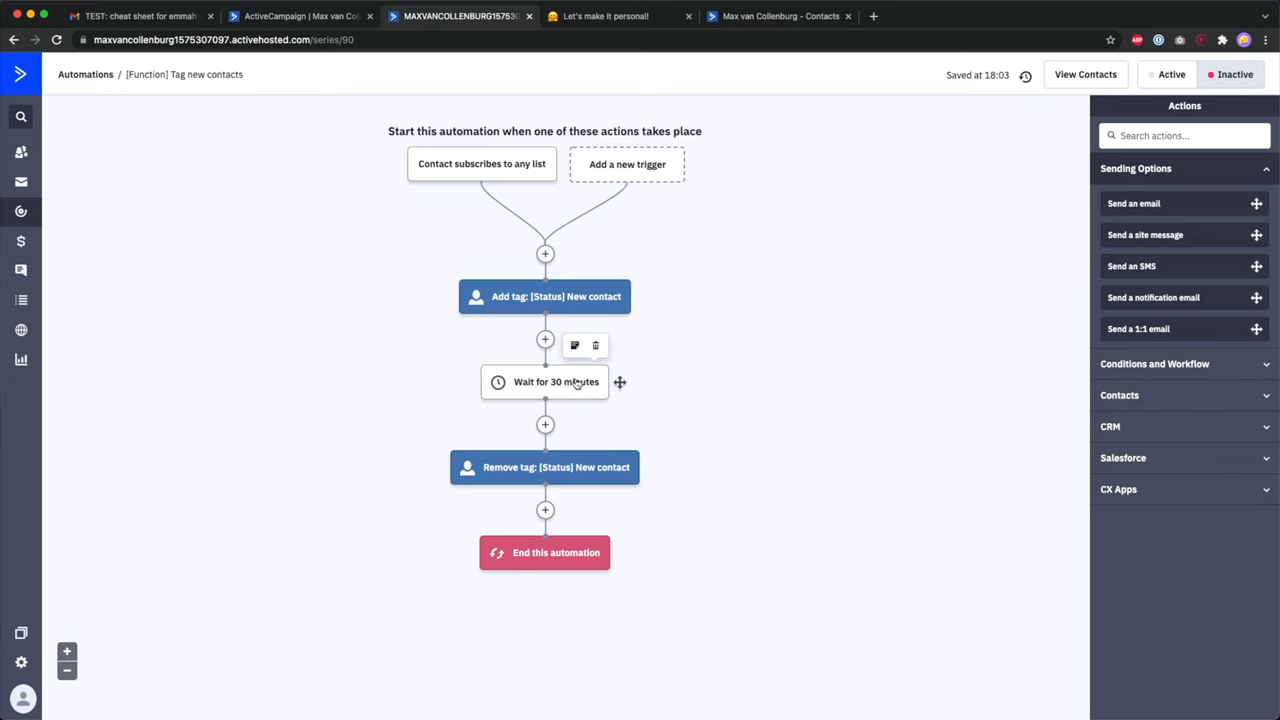 TEST: cheat sheet for emmah
ActiveCampaign | Max van Coll
MAXVANCOLLENBURG1575307
Let's make it personal!
Max van Collenburg - Contacts
maxvancollenburg1575307097.activehosted.com/series/90
ABP
Automations / [Function] Tag new contacts
Saved at 18:03
View Contacts
Active
Inactive
Start this automation when one of these actions takes place
Contact subscribes to any list
Add a new trigger
Add tag: [Status] New contact
Wait for 30 minutes
Remove tag: [Status] New contact
End this automation
Actions
Search actions...
Sending Options
Send an email
Send a site message
Send an SMS
Send a notification email
Send a 1:1 email
Conditions and Workflow
Contacts
CRM
Salesforce
CX Apps